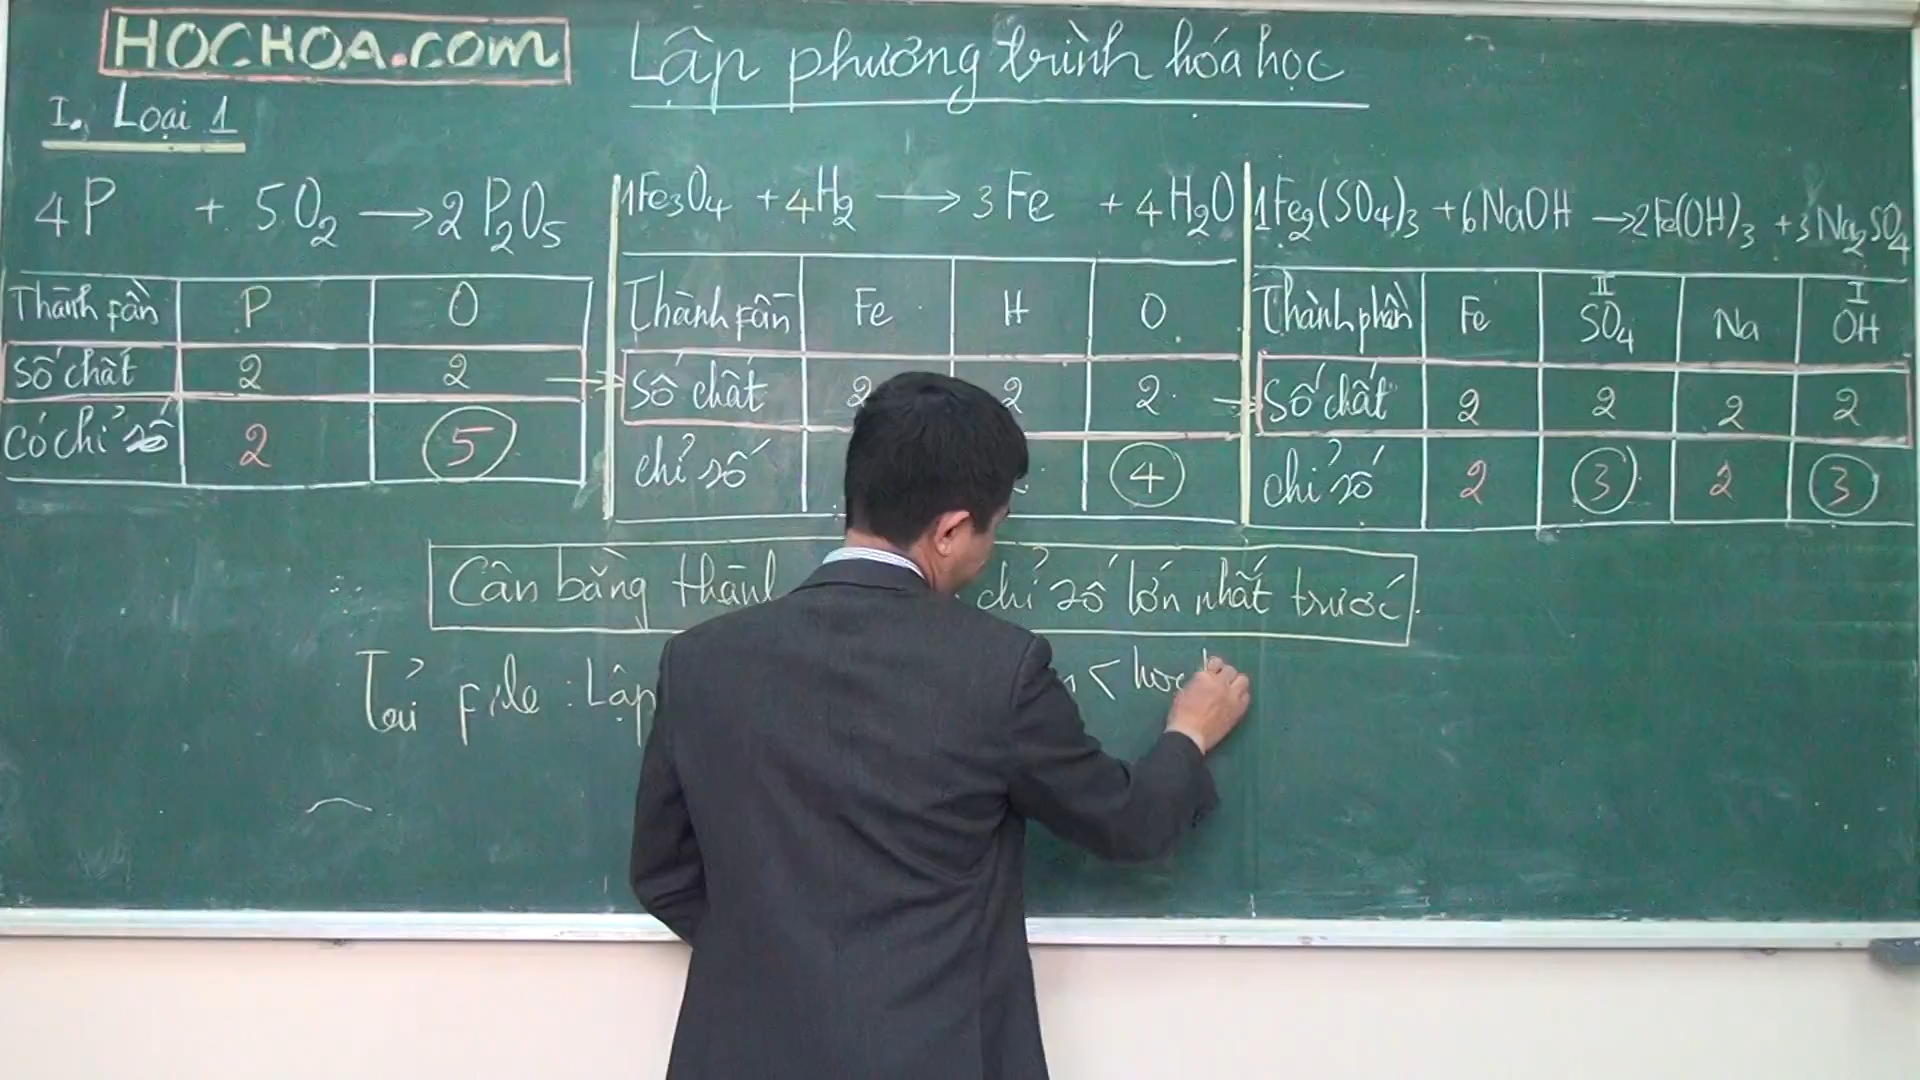 HOCHOA.com
Lập phương trình hóa học
I., Loại 1
4P + 5O₂ → 2P₂O₅
Thành fần P O
Số chất 2 2
có chỉ số 2 5
1Fe₃O₄ + 4H₂ → 3Fe + 4H₂O
Thành fần Fe H O
Số chất 2 2 2
chỉ số 4
1Fe₂(SO₄)₃ + 6NaOH → 2Fe(OH)₃ + 3Na₂SO₄
II I
Thành phần Fe SO₄ Na OH
Số chất 2 2 2 2
chỉ số 2 3 2 3
Cân bằng chỉ số lớn nhất trước
Tải file : Lập <